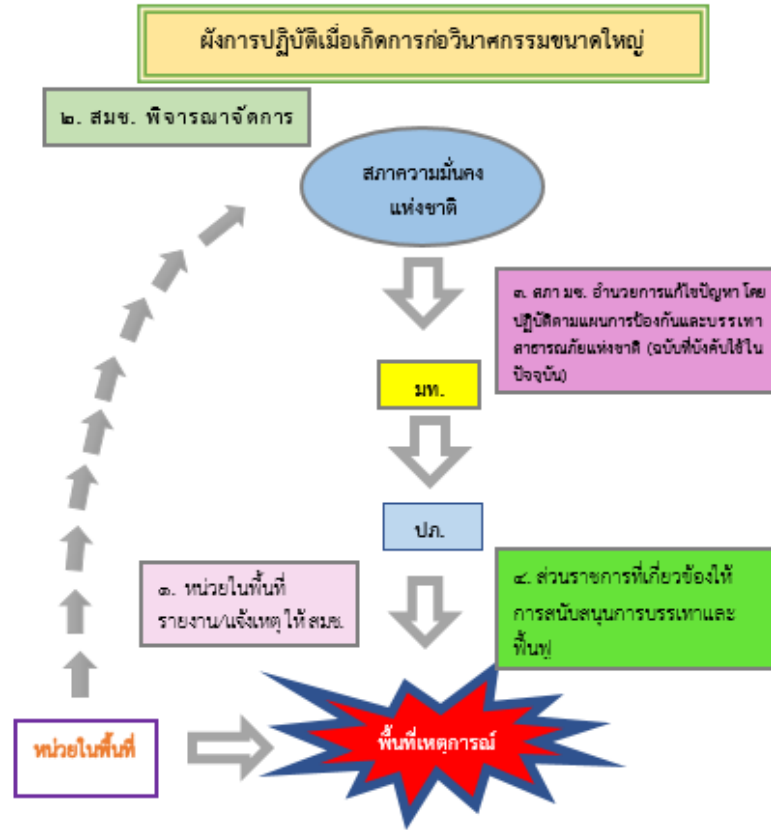 ผังการปฏิบัติเมื่อเกิดการก่อวินาศกรรมขนาดใหญ่
๒. สมช. พิจารณาจัดการ
สภาความมั่นคง
แห่งชาติ
๓. สภา มช. อำนวยการแก้ไขปัญหา โดย
ปฏิบัติตามแผนการป้องกันและบรรเทา
สาธารณภัยแห่งชาติ (ฉบับที่บังคับใช้ใน
ปัจจุบัน)
มท.
ปภ.
๑. หน่วยในพื้นที่
รายงาน/แจ้งเหตุ ให้ สมช.
๔. ส่วนราชการที่เกี่ยวข้องให้
การสนับสนุนการบรรเทาและ
ฟื้นฟู
หน่วยในพื้นที่
พื้นที่เหตุการณ์